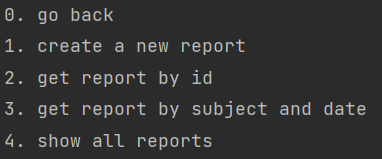 0. go back
1. create a new report
2. get report by id
3. get report by subject and date
4. show all reports